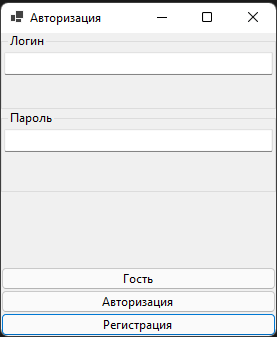 Авторизация
Логин
Пароль
Гость
Авторизация
Регистрация